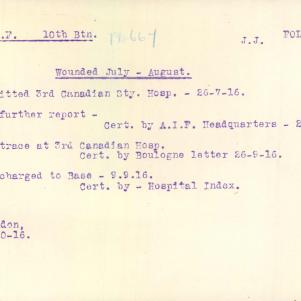 .F. 10th Btn. J.J. FOL
Wounded July - August.
itted 3rd Canadian Sty. Hosp. - 26-7-16.
further report -
Cert. by A.I.F. Headquarters - 2
trace at 3rd Canadian Hosp.
Cert. by Boulogne letter 26-9-16.
charged to Base - 9.9.16.
Cert. by - Hospital Index.
don,
0-16.